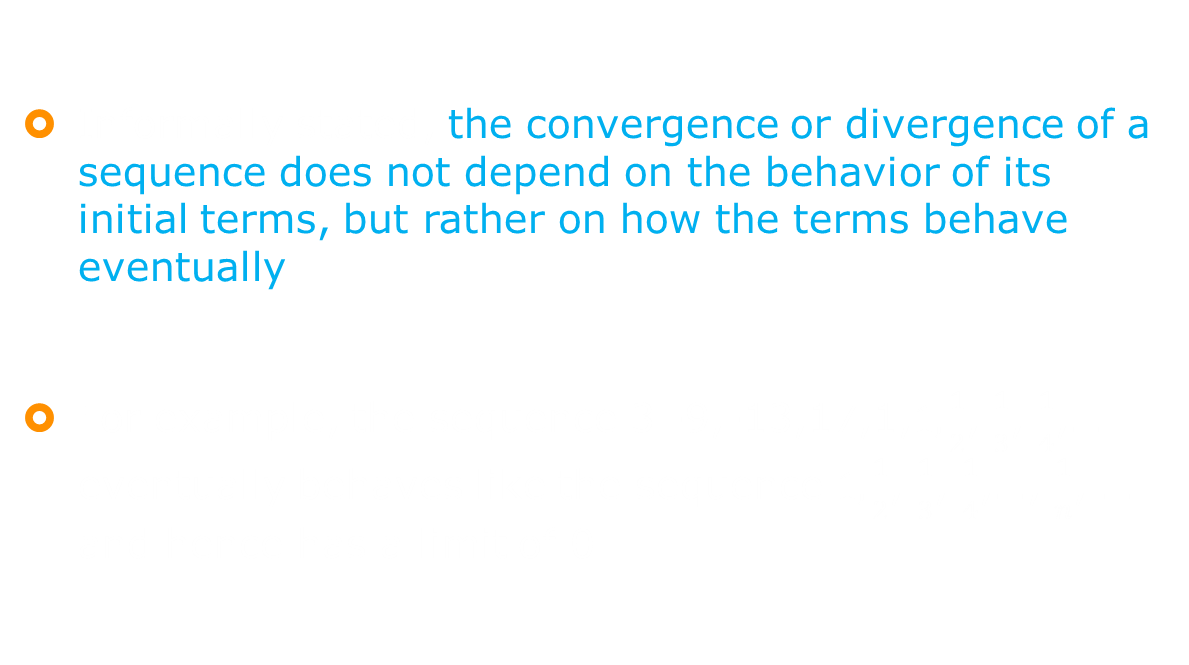 the convergence or divergence of a
sequence does not depend on the behavior of its
initial terms, but rather on how the terms behave
eventually